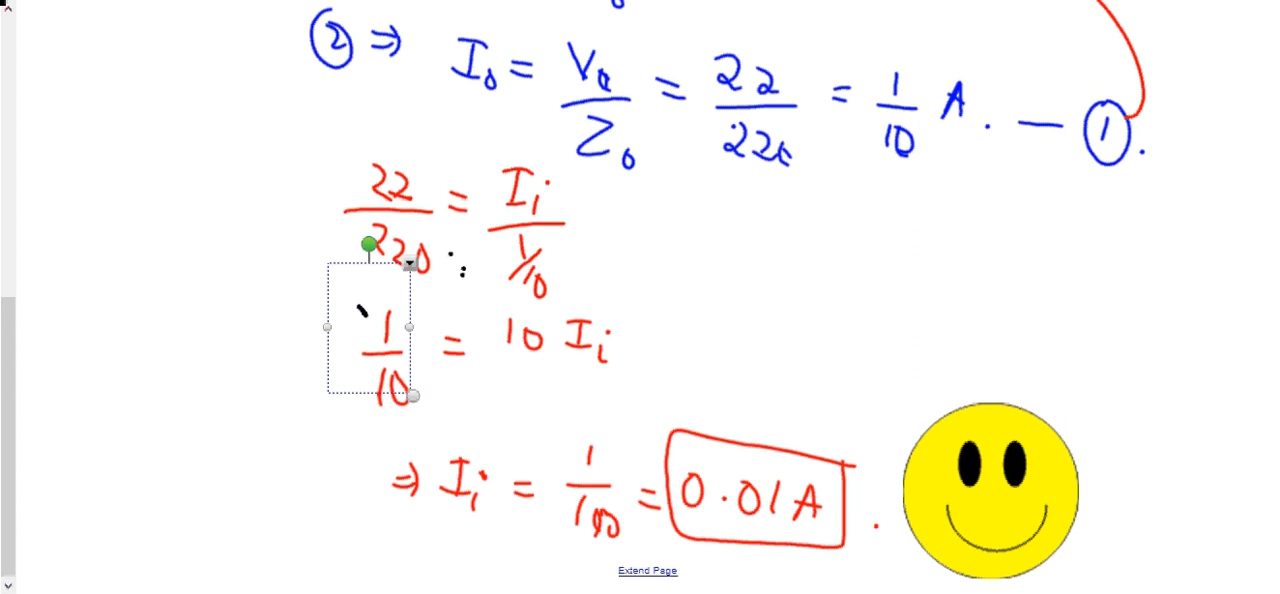 ② ⇒ I₀ = V₀/Z₀ = 22/220 = 1/10 A. — ①.
22/220 = Iᵢ/(1/10)
1/10 = 10 Iᵢ
⇒ Iᵢ = 1/100 = 0.01A.
Extend Page